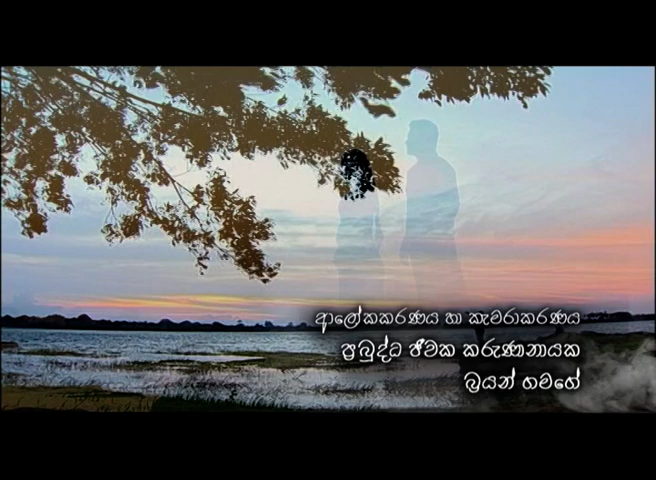 ආලෝකකරණය හා කැමරාකරණය
ප්‍රබුද්ධ ජීවක කරුණානායක
බ්‍රයන් ගමගේ